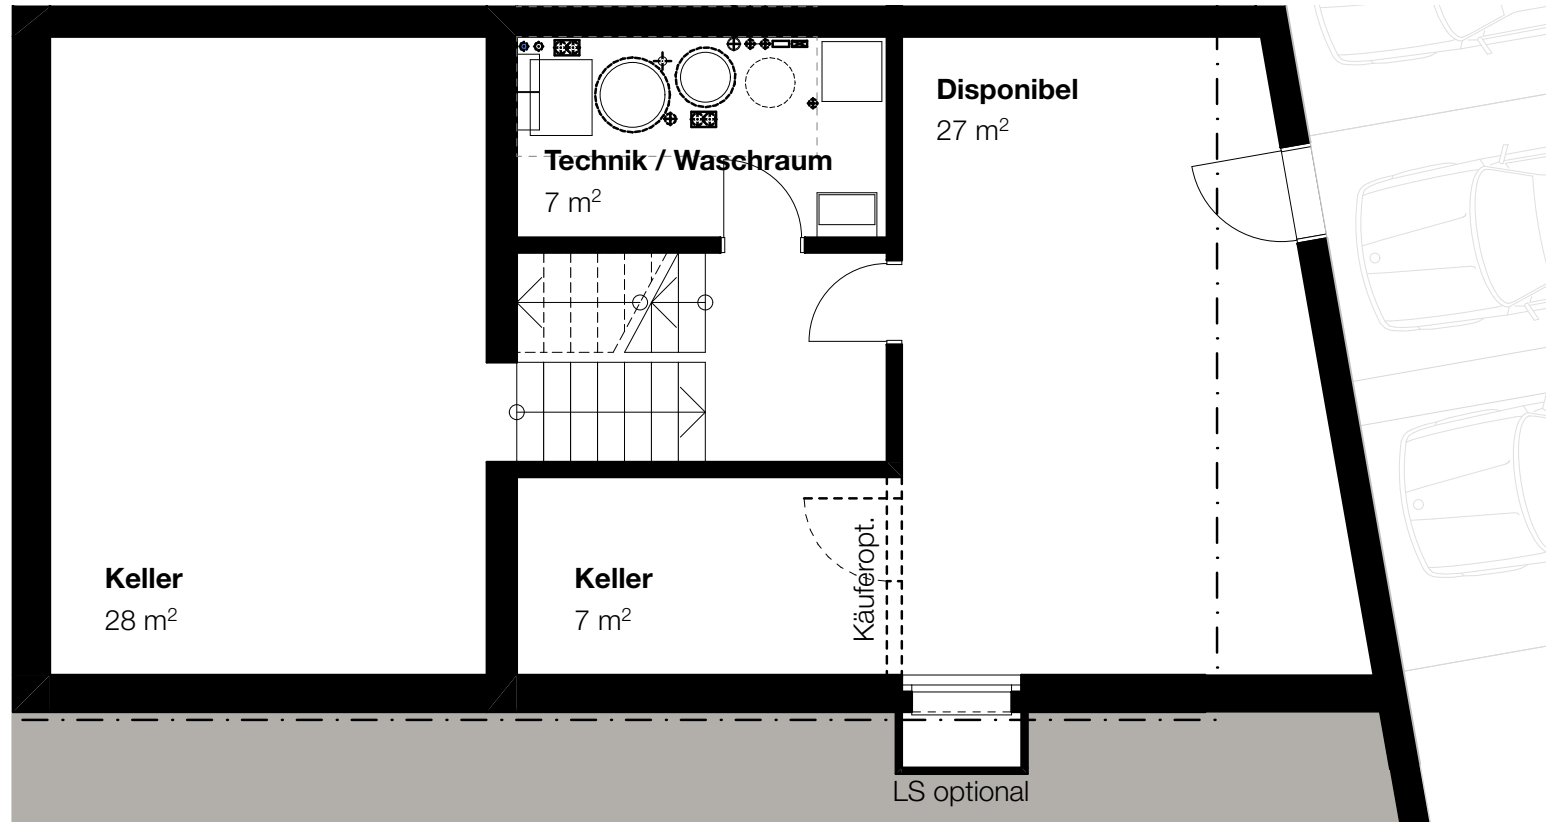 Disponibel
27 m²
Technik / Waschraum
7 m²
Keller
28 m²
Keller
7 m²
Käuferopt.
LS optional